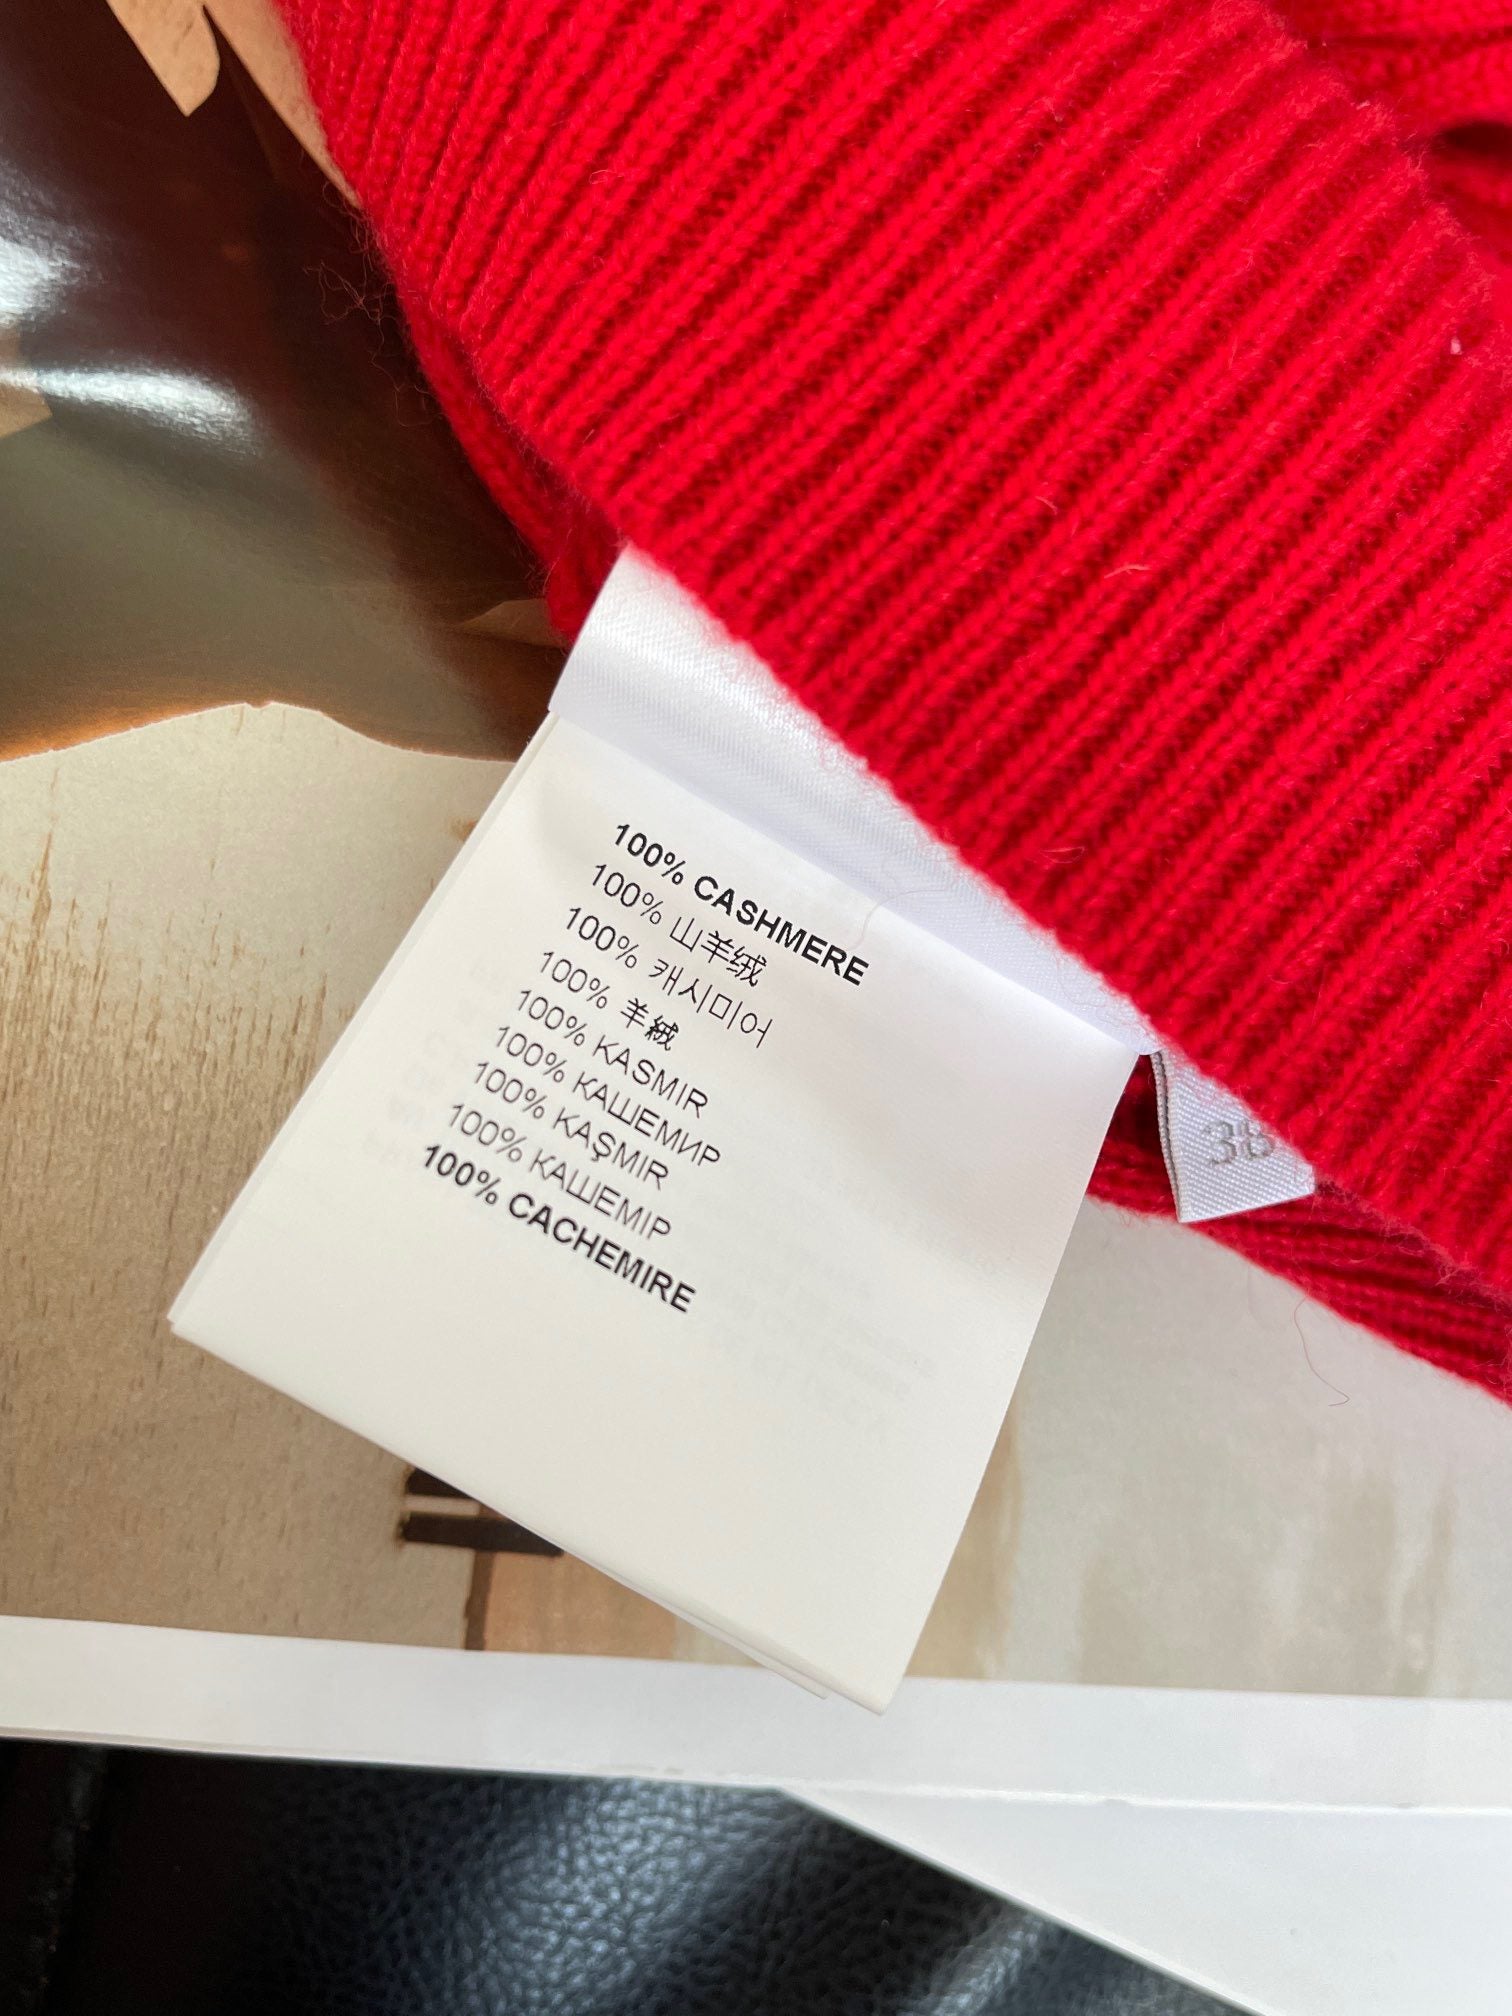 100% CASHMERE
100% 山羊绒
100% 캐시미어
100% 羊絨
100% KASMIR
100% КАШЕМИР
100% KAŞMIR
100% КАШЕМІР
100% CACHEMIRE
38